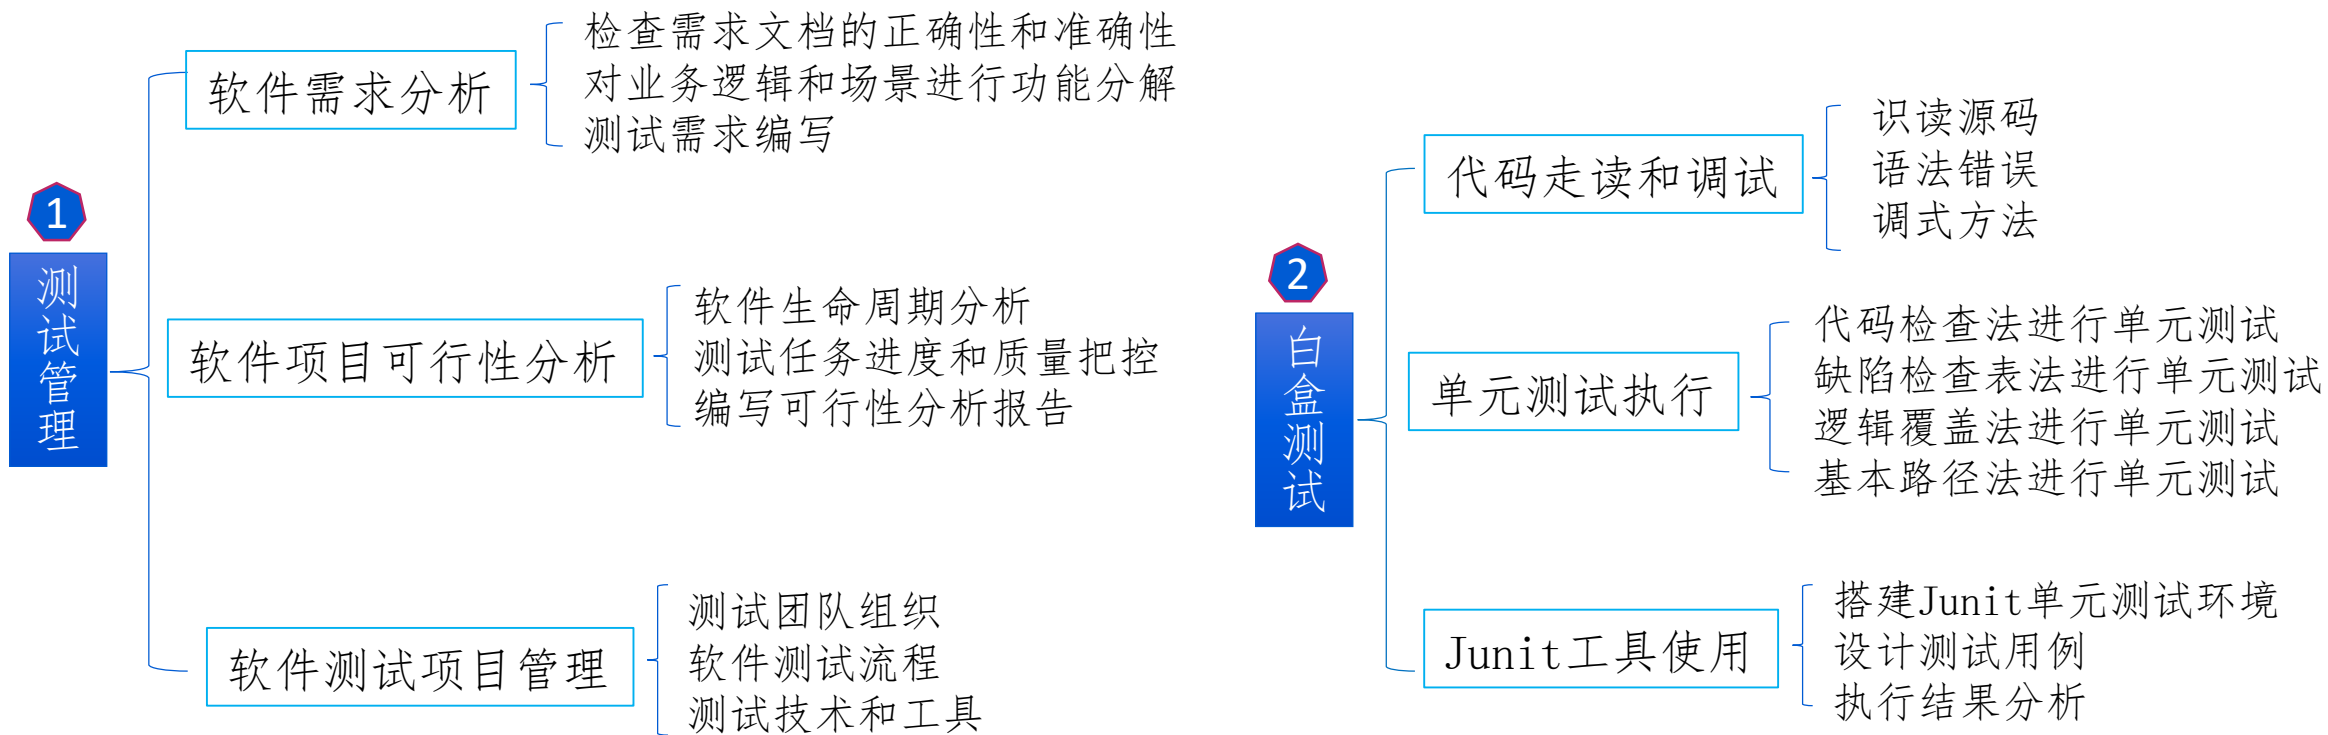 1
测试管理
软件需求分析
检查需求文档的正确性和准确性
对业务逻辑和场景进行功能分解
测试需求编写
软件项目可行性分析
软件生命周期分析
测试任务进度和质量把控
编写可行性分析报告
软件测试项目管理
测试团队组织
软件测试流程
测试技术和工具
2
白盒测试
代码走读和调试
识读源码
语法错误
调式方法
单元测试执行
代码检查法进行单元测试
缺陷检查表法进行单元测试
逻辑覆盖法进行单元测试
基本路径法进行单元测试
Junit工具使用
搭建Junit单元测试环境
设计测试用例
执行结果分析